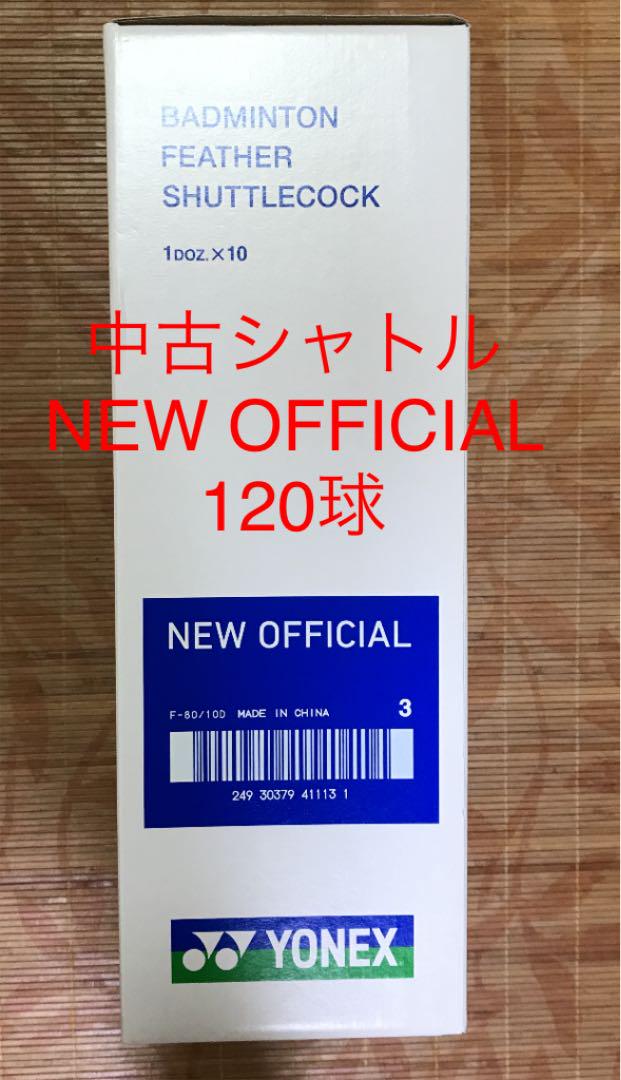 BADMINTON
FEATHER
SHUTTLECOCK
1DOZ.×10
中古シャトル
NEW OFFICIAL
120球
NEW OFFICIAL
F-80/10D MADE IN CHINA 3
249 30379 41113 1
YONEX